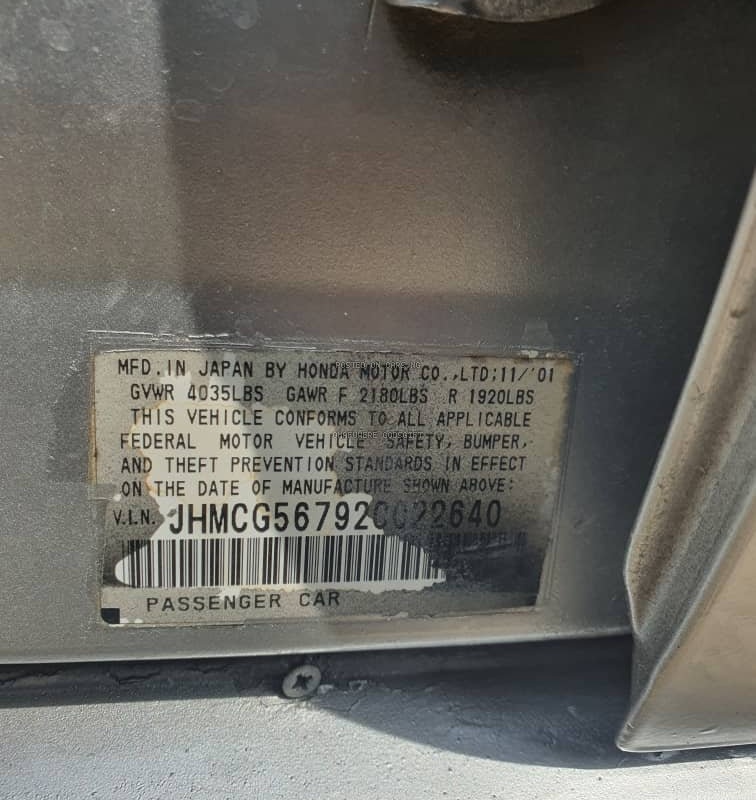 MFD. IN JAPAN BY HONDA MOTOR CO.,LTD;11/'01
GVWR 4035LBS GAWR F 2180LBS R 1920LBS
THIS VEHICLE CONFORMS TO ALL APPLICABLE
FEDERAL MOTOR VEHICLE SAFETY, BUMPER,
AND THEFT PREVENTION STANDARDS IN EFFECT
ON THE DATE OF MANUFACTURE SHOWN ABOVE:
V.I.N. JHMCG56792C022640
PASSENGER CAR